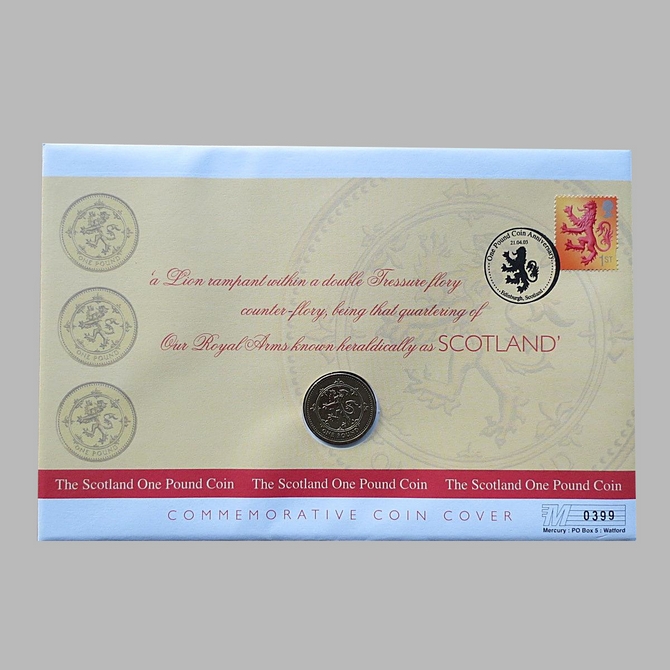 ONE POUND
ONE POUND
ONE POUND
One Pound Coin Anniversary
21.04.03
Edinburgh, Scotland
1ST
'a Lion rampant within a double Tressure flory
counter-flory, being that quartering of
Our Royal Arms known heraldically as SCOTLAND'
ONE POUND
The Scotland One Pound Coin The Scotland One Pound Coin The Scotland One Pound Coin
COMMEMORATIVE COIN COVER
M 0399
Mercury : PO Box 5 : Watford